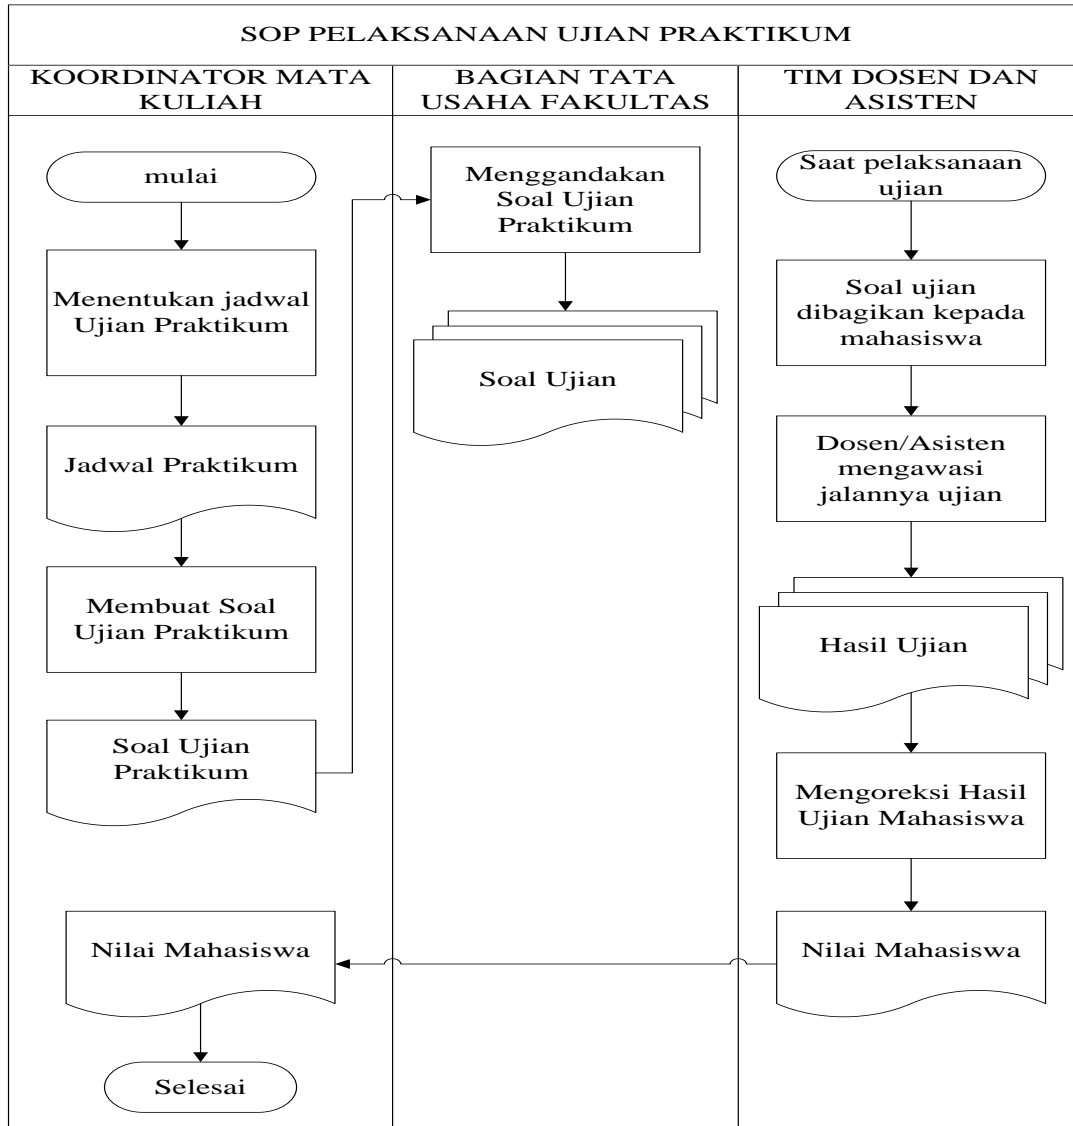 SOP PELAKSANAAN UJIAN PRAKTIKUM
KOORDINATOR MATA
KULIAH
BAGIAN TATA
USAHA FAKULTAS
TIM DOSEN DAN
ASISTEN
mulai
Menentukan jadwal
Ujian Praktikum
Jadwal Praktikum
Membuat Soal
Ujian Praktikum
Soal Ujian
Praktikum
Nilai Mahasiswa
Selesai
Menggandakan
Soal Ujian
Praktikum
Soal Ujian
Saat pelaksanaan
ujian
Soal ujian
dibagikan kepada
mahasiswa
Dosen/Asisten
mengawasi
jalannya ujian
Hasil Ujian
Mengoreksi Hasil
Ujian Mahasiswa
Nilai Mahasiswa